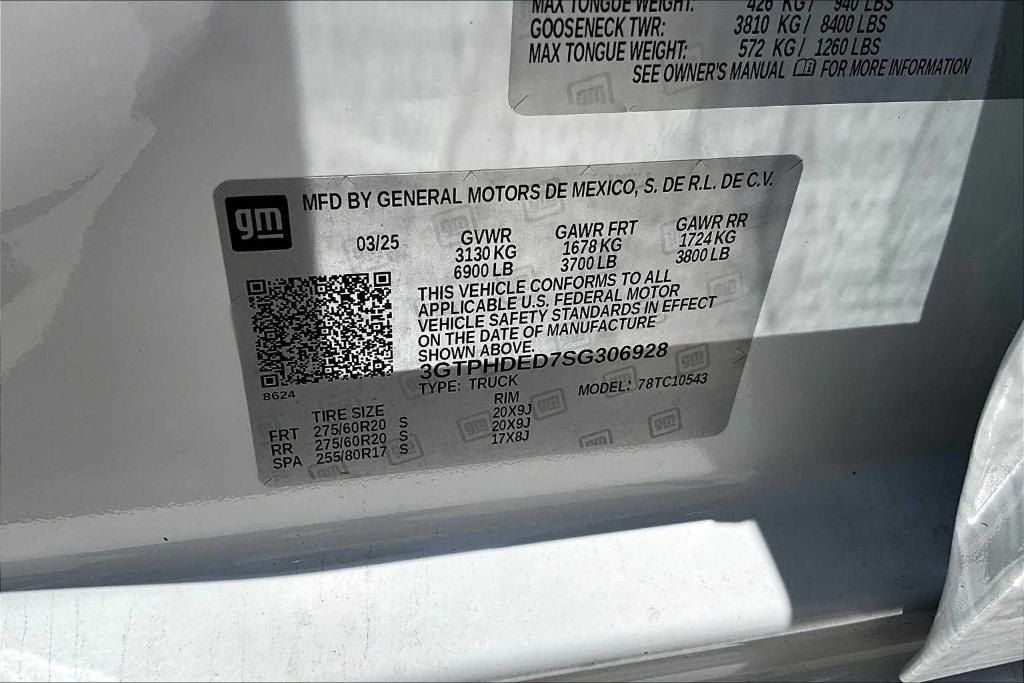 MAX TONGUE WEIGHT: 426 KG / 940 LBS
GOOSENECK TWR: 3810 KG / 8400 LBS
MAX TONGUE WEIGHT: 572 KG / 1260 LBS
SEE OWNER'S MANUAL FOR MORE INFORMATION
gm
MFD BY GENERAL MOTORS DE MEXICO, S. DE R.L. DE C.V.
03/25 GVWR GAWR FRT GAWR RR
3130 KG 1678 KG 1724 KG
6900 LB 3700 LB 3800 LB
THIS VEHICLE CONFORMS TO ALL
APPLICABLE U.S. FEDERAL MOTOR
VEHICLE SAFETY STANDARDS IN EFFECT
ON THE DATE OF MANUFACTURE
SHOWN ABOVE.
3GTPHDED7SG306928
8624 TYPE: TRUCK MODEL: 78TC10543
TIRE SIZE RIM
FRT 275/60R20 S 20X9J
RR 275/60R20 S 20X9J
SPA 255/80R17 S 17X8J